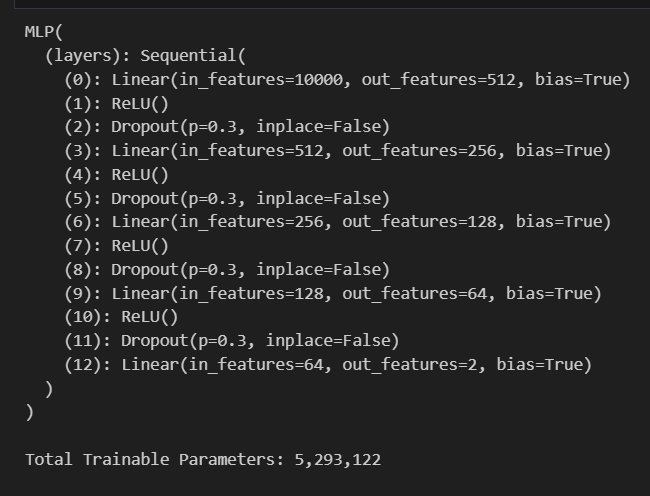 MLP(
  (layers): Sequential(
    (0): Linear(in_features=10000, out_features=512, bias=True)
    (1): ReLU()
    (2): Dropout(p=0.3, inplace=False)
    (3): Linear(in_features=512, out_features=256, bias=True)
    (4): ReLU()
    (5): Dropout(p=0.3, inplace=False)
    (6): Linear(in_features=256, out_features=128, bias=True)
    (7): ReLU()
    (8): Dropout(p=0.3, inplace=False)
    (9): Linear(in_features=128, out_features=64, bias=True)
    (10): ReLU()
    (11): Dropout(p=0.3, inplace=False)
    (12): Linear(in_features=64, out_features=2, bias=True)
  )
)
Total Trainable Parameters: 5,293,122